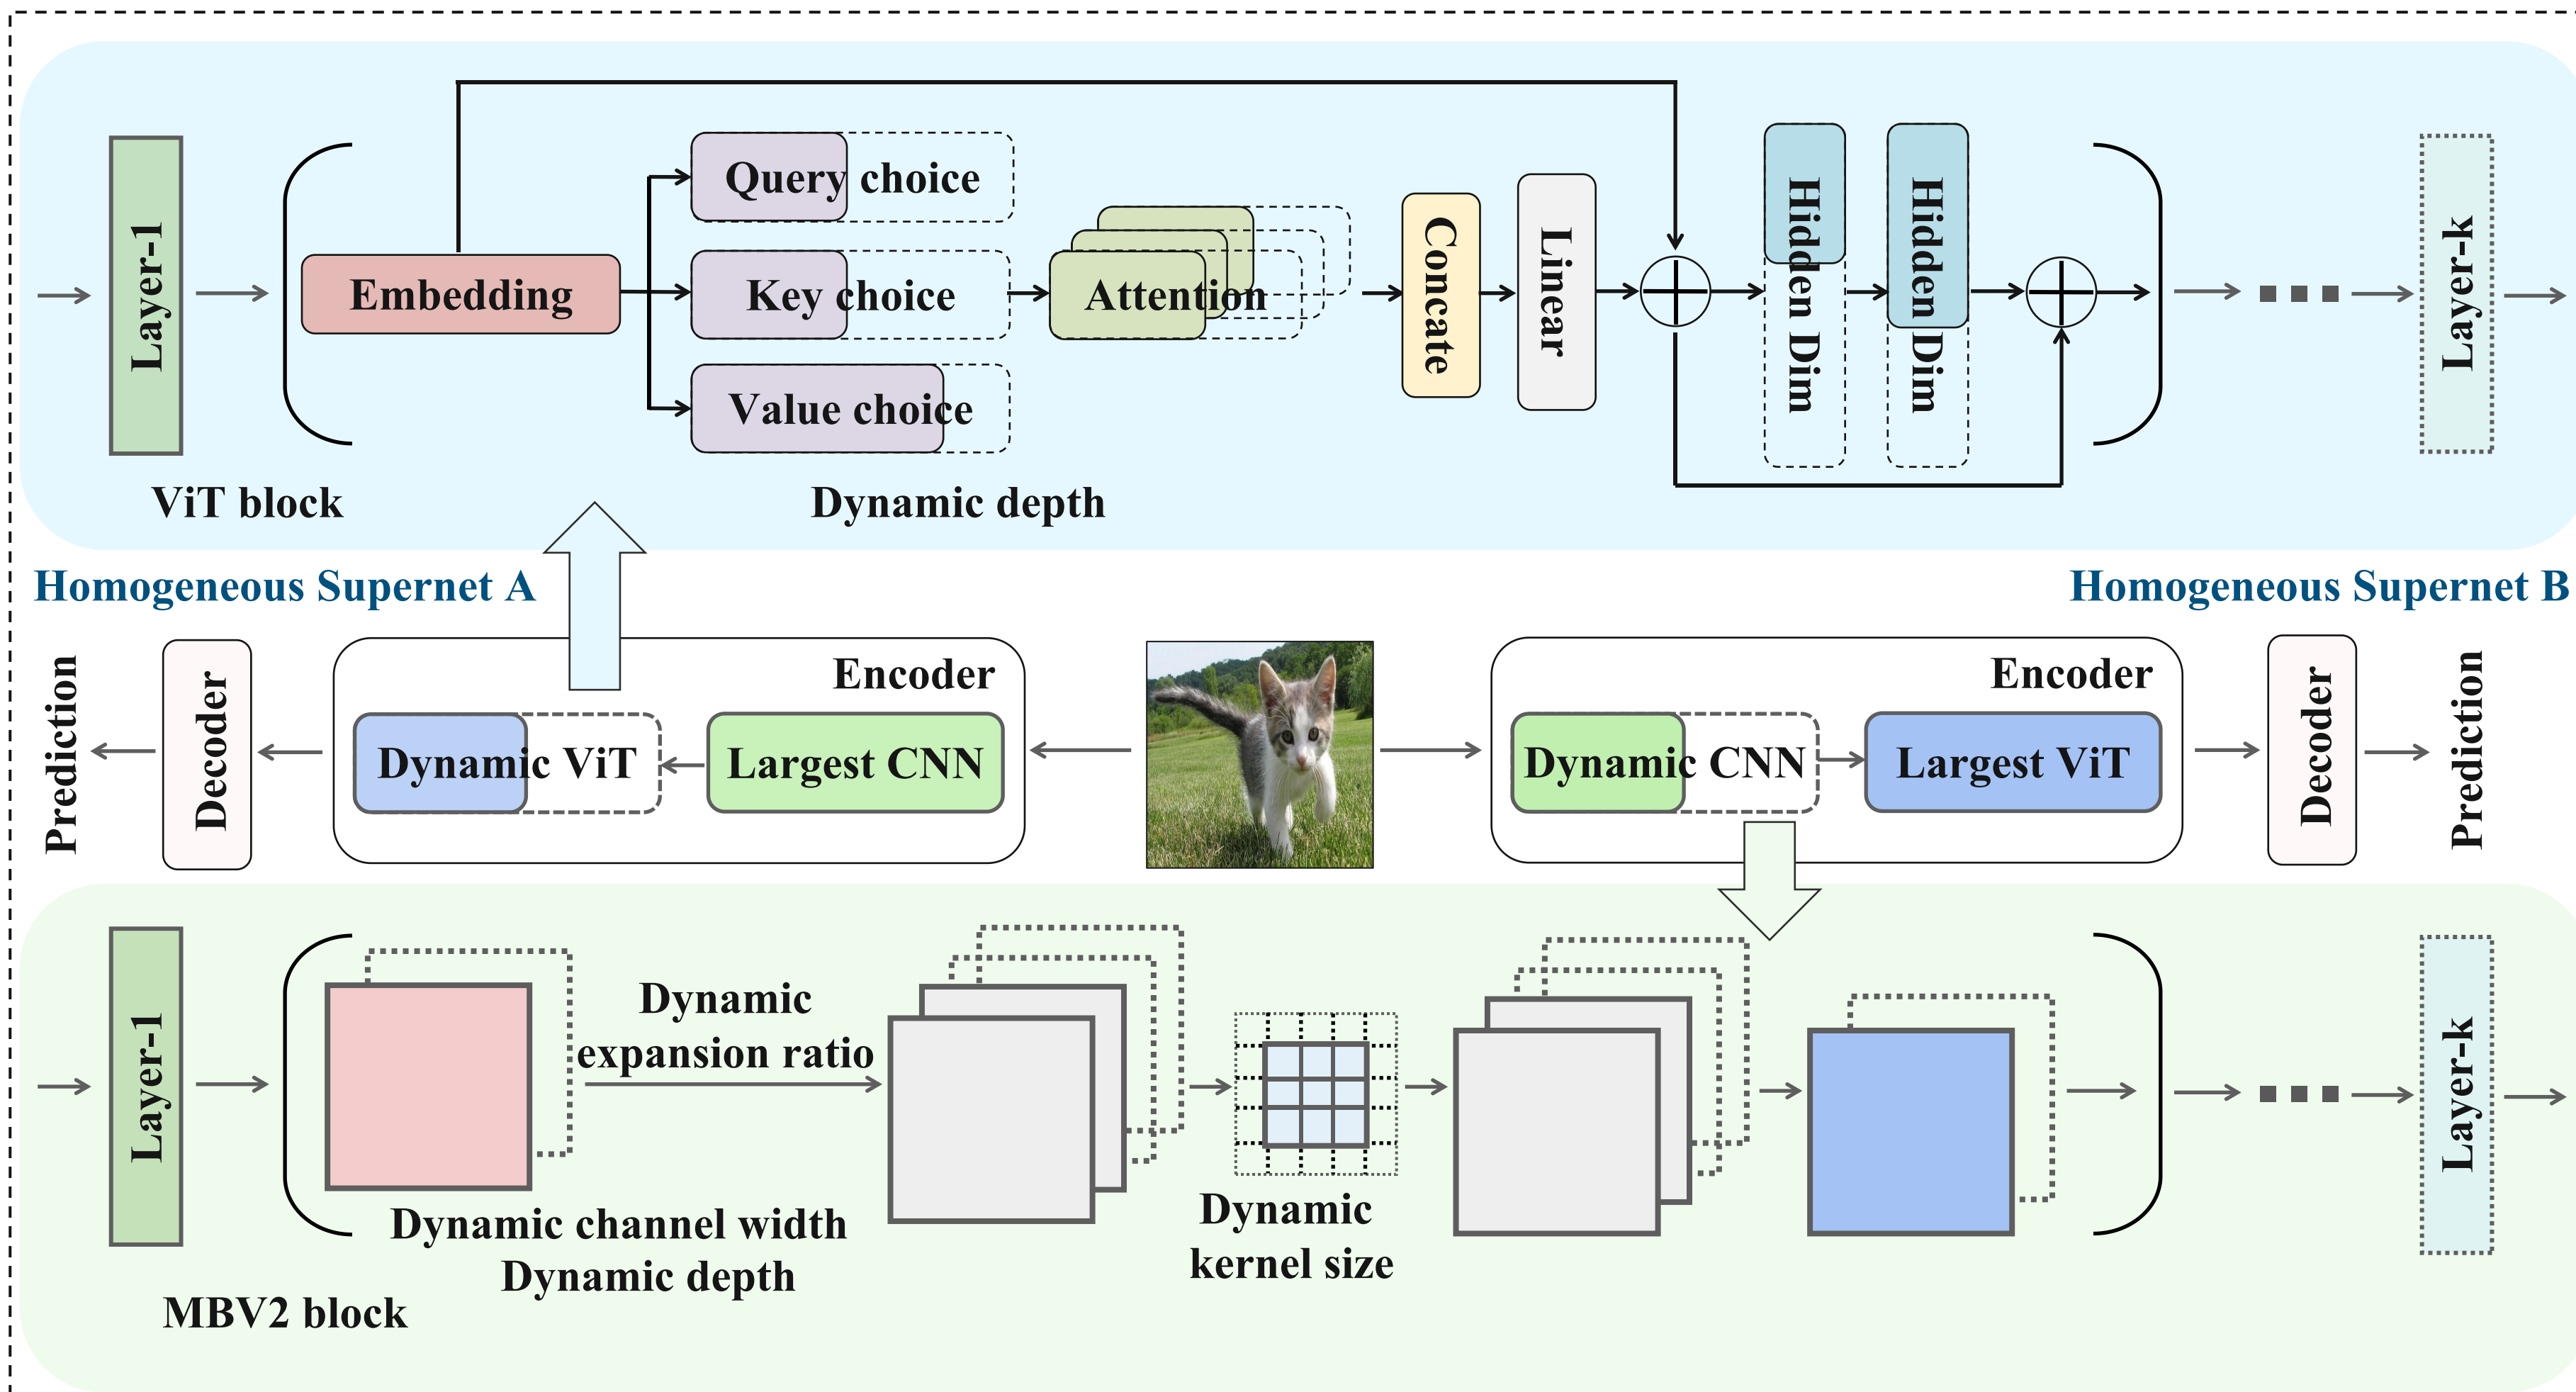 Layer-1
Embedding
Query choice
Key choice
Value choice
Attention
Concate
Linear
Hidden Dim
Hidden Dim
Layer-k
ViT block
Dynamic depth
Homogeneous Supernet A
Homogeneous Supernet B
Prediction
Decoder
Encoder
Dynamic ViT
Largest CNN
Encoder
Dynamic CNN
Largest ViT
Decoder
Prediction
Layer-1
Dynamic
expansion ratio
Dynamic channel width
Dynamic depth
Dynamic
kernel size
Layer-k
MBV2 block